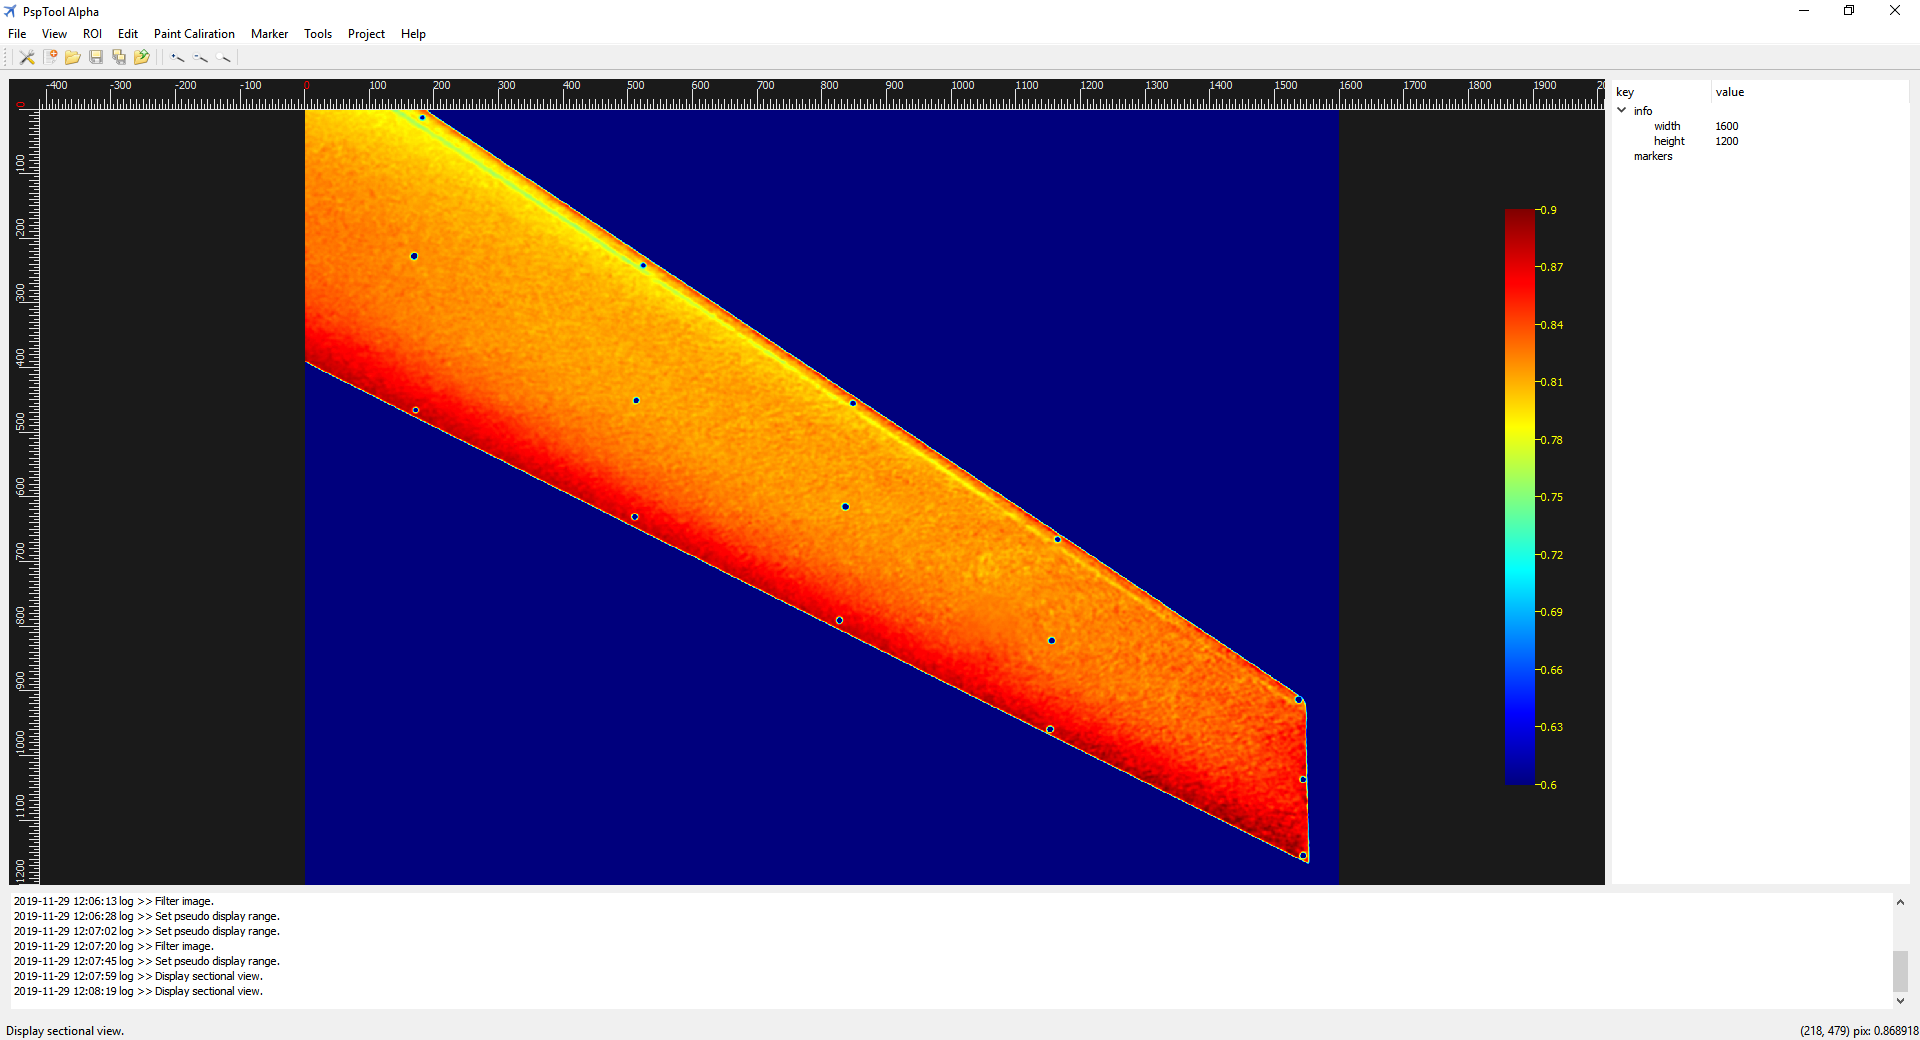 PspTool Alpha
File View ROI Edit Paint Caliration Marker Tools Project Help
-400 -300 -200 -100 0 100 200 300 400 500 600 700 800 900 1000 1100 1200 1300 1400 1500 1600 1700 1800 1900
0
100
200
300
400
500
600
700
800
900
1000
1100
1200
0.9
0.87
0.84
0.81
0.78
0.75
0.72
0.69
0.66
0.63
0.6
key value
info
width 1600
height 1200
markers
2019-11-29 12:06:13 log >> Filter image.
2019-11-29 12:06:28 log >> Set pseudo display range.
2019-11-29 12:07:02 log >> Set pseudo display range.
2019-11-29 12:07:20 log >> Filter image.
2019-11-29 12:07:45 log >> Set pseudo display range.
2019-11-29 12:07:59 log >> Display sectional view.
2019-11-29 12:08:19 log >> Display sectional view.
Display sectional view. (218, 479) pix: 0.868918